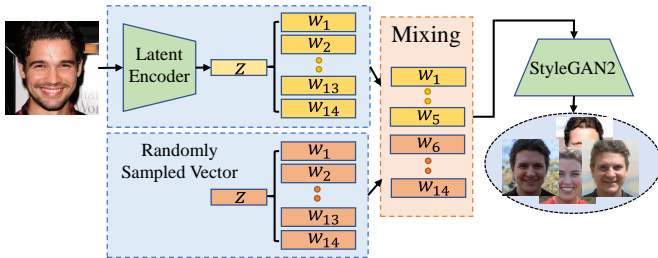 Latent
Encoder
z
w₁
w₂
w₁₃
w₁₄
Randomly
Sampled Vector
z
w₁
w₂
w₁₃
w₁₄
Mixing
w₁
w₅
w₆
w₁₄
StyleGAN2